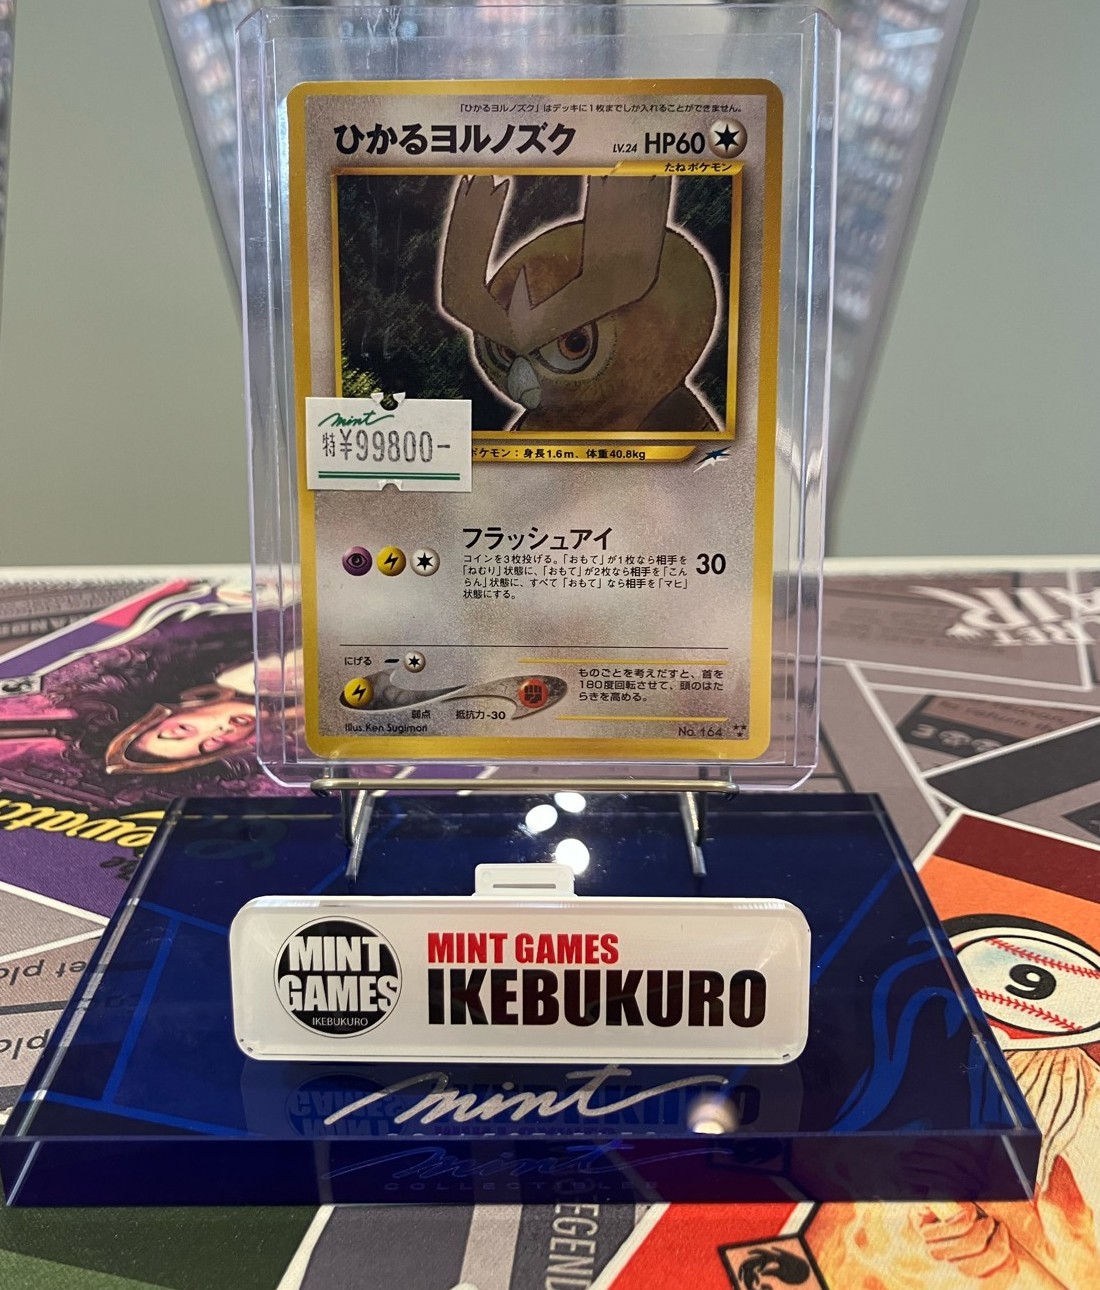 「ひかるヨルノズク」はデッキに1枚までしか入れることができません。
ひかるヨルノズク
LV.24 HP60
たねポケモン
mint
特 ¥99800-
ポケモン:身長1.6m、体重40.8kg
フラッシュアイ
コインを3枚投げる。「おもて」が1枚なら相手を
「ねむり」状態に、「おもて」が2枚なら相手を「こん
らん」状態に、すべて「おもて」なら相手を「マヒ」
状態にする。
30
にげる
弱点 抵抗力-30
ものごとを考えだすと、首を
180度回転させて、頭のはた
らきを高める。
Illus. Ken Sugimori
No. 164
MINT
GAMES
IKEBUKURO
MINT GAMES
IKEBUKURO
mint
COLLECTIBLES
9